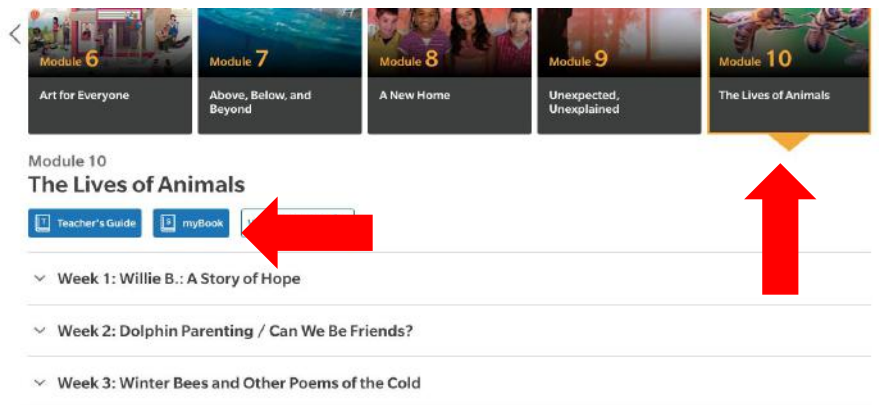 Module 6
Module 7
Module 8
Module 9
Module 10
Art for Everyone
Above, Below, and
Beyond
A New Home
Unexpected,
Unexplained
The Lives of Animals
Module 10
The Lives of Animals
T Teacher's Guide
S myBook
Week 1: Willie B.: A Story of Hope
Week 2: Dolphin Parenting / Can We Be Friends?
Week 3: Winter Bees and Other Poems of the Cold